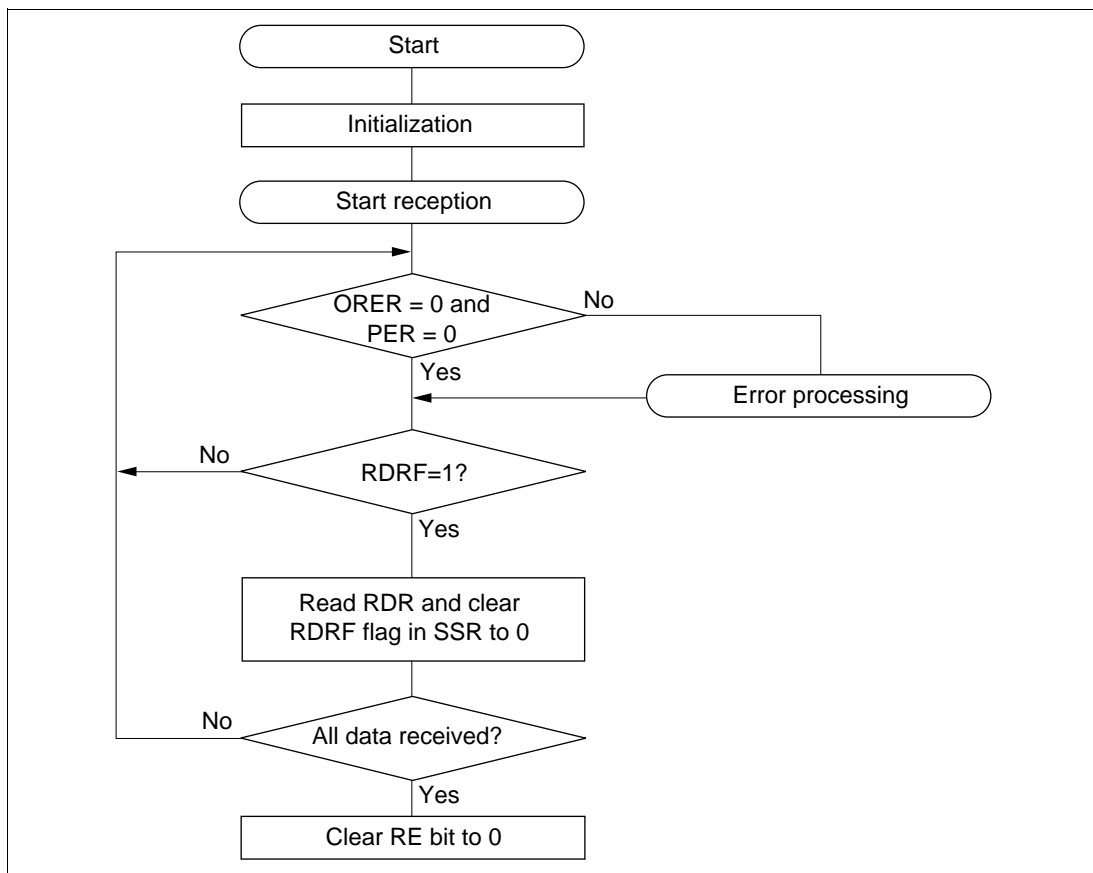 Start
Initialization
Start reception
ORER = 0 and
PER = 0
No
Yes
Error processing
No
RDRF=1?
Yes
Read RDR and clear
RDRF flag in SSR to 0
No
All data received?
Yes
Clear RE bit to 0